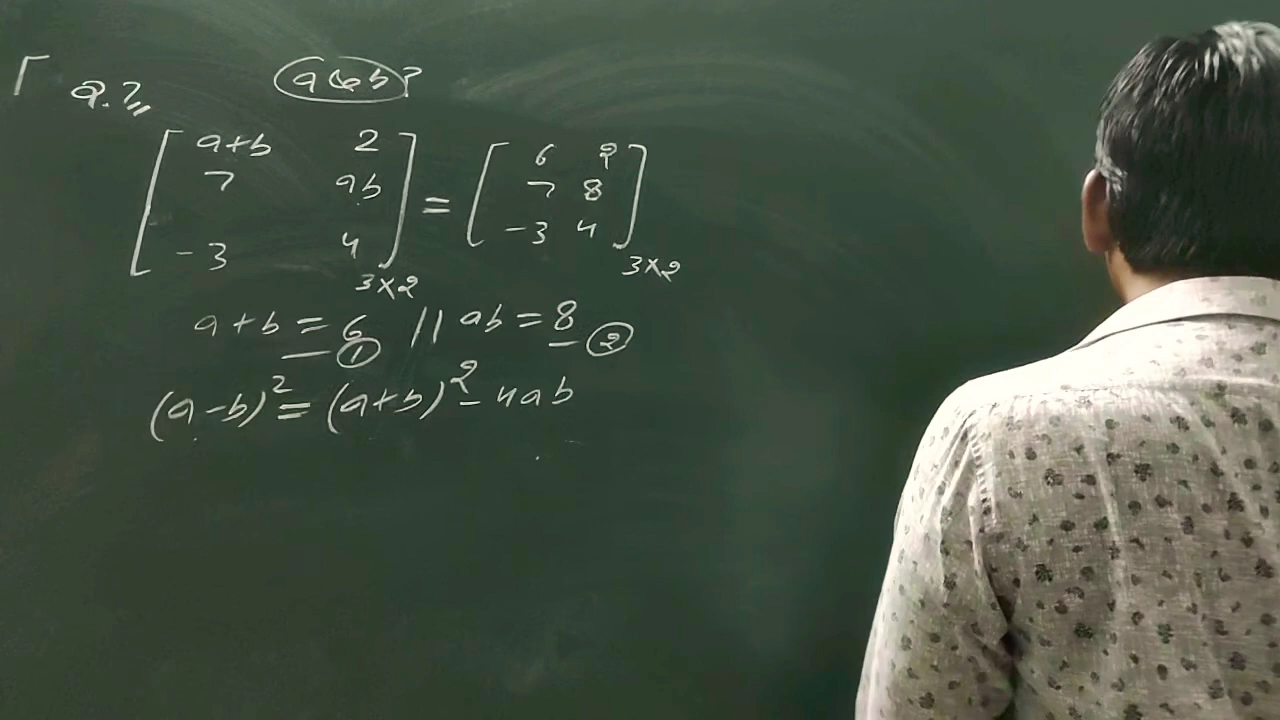 Q.7 a & b?
[ a+b 2 ] = [ 6 2 ]
[ 7 ab ] [ 7 8 ]
[ -3 4 ]3×2 [ -3 4 ]3×2
a+b = 6 — ① || ab = 8 — ②
(a-b)² = (a+b)² - 4ab